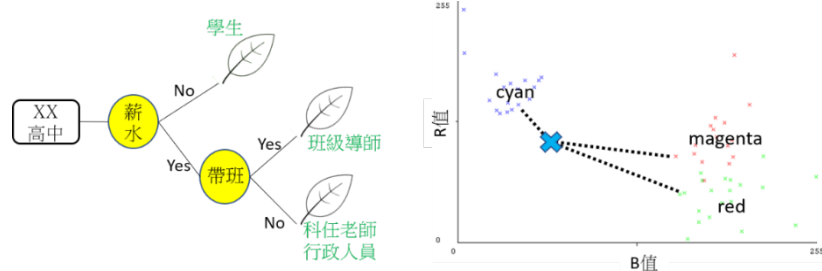 學生
No
XX
高中
薪
水
Yes
帶班
Yes
班級導師
No
科任老師
行政人員
255
R值
0
cyan
magenta
red
0
B值
255